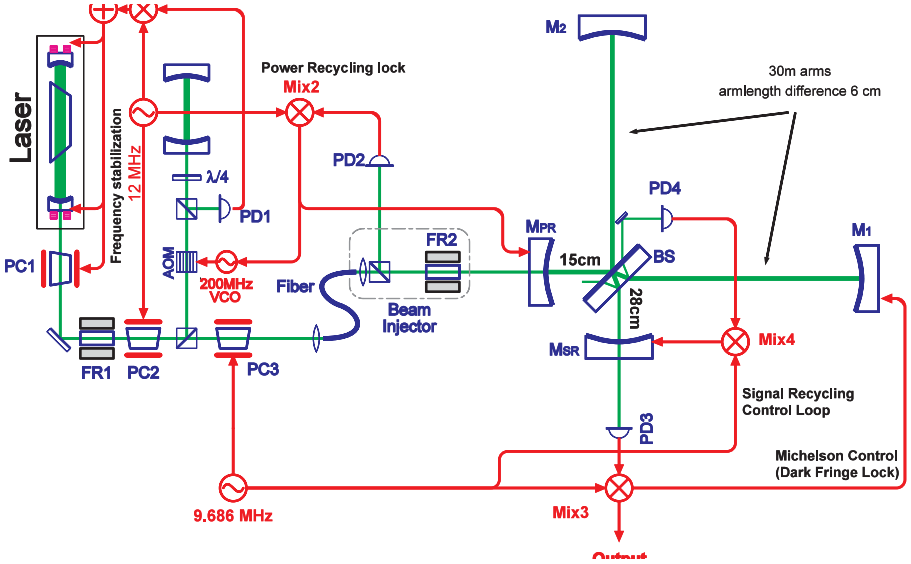 M2
30m arms
armlength difference 6 cm
Power Recycling lock
Mix2
Laser
Frequency stabilization
12 MHz
PD2
λ/4
PD1
PD4
MPR
FR2
BS
M1
PC1
AOM
200MHz
VCO
Fiber
15cm
28cm
Beam
Injector
MSR
Mix4
FR1
PC2
PC3
Signal Recycling
Control Loop
PD3
Michelson Control
(Dark Fringe Lock)
9.686 MHz
Mix3
Output